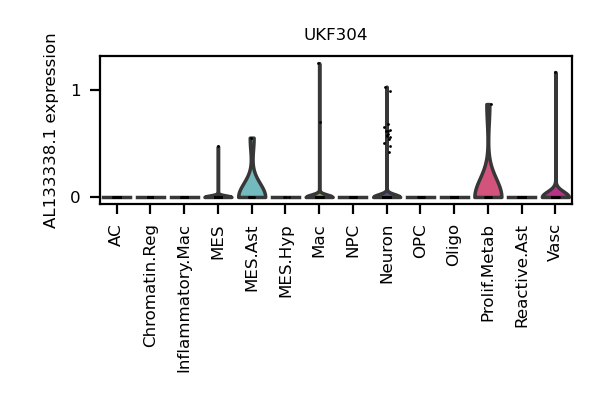 UKF304
AL133338.1 expression
1
0
AC
Chromatin.Reg
Inflammatory.Mac
MES
MES.Ast
MES.Hyp
Mac
NPC
Neuron
OPC
Oligo
Prolif.Metab
Reactive.Ast
Vasc